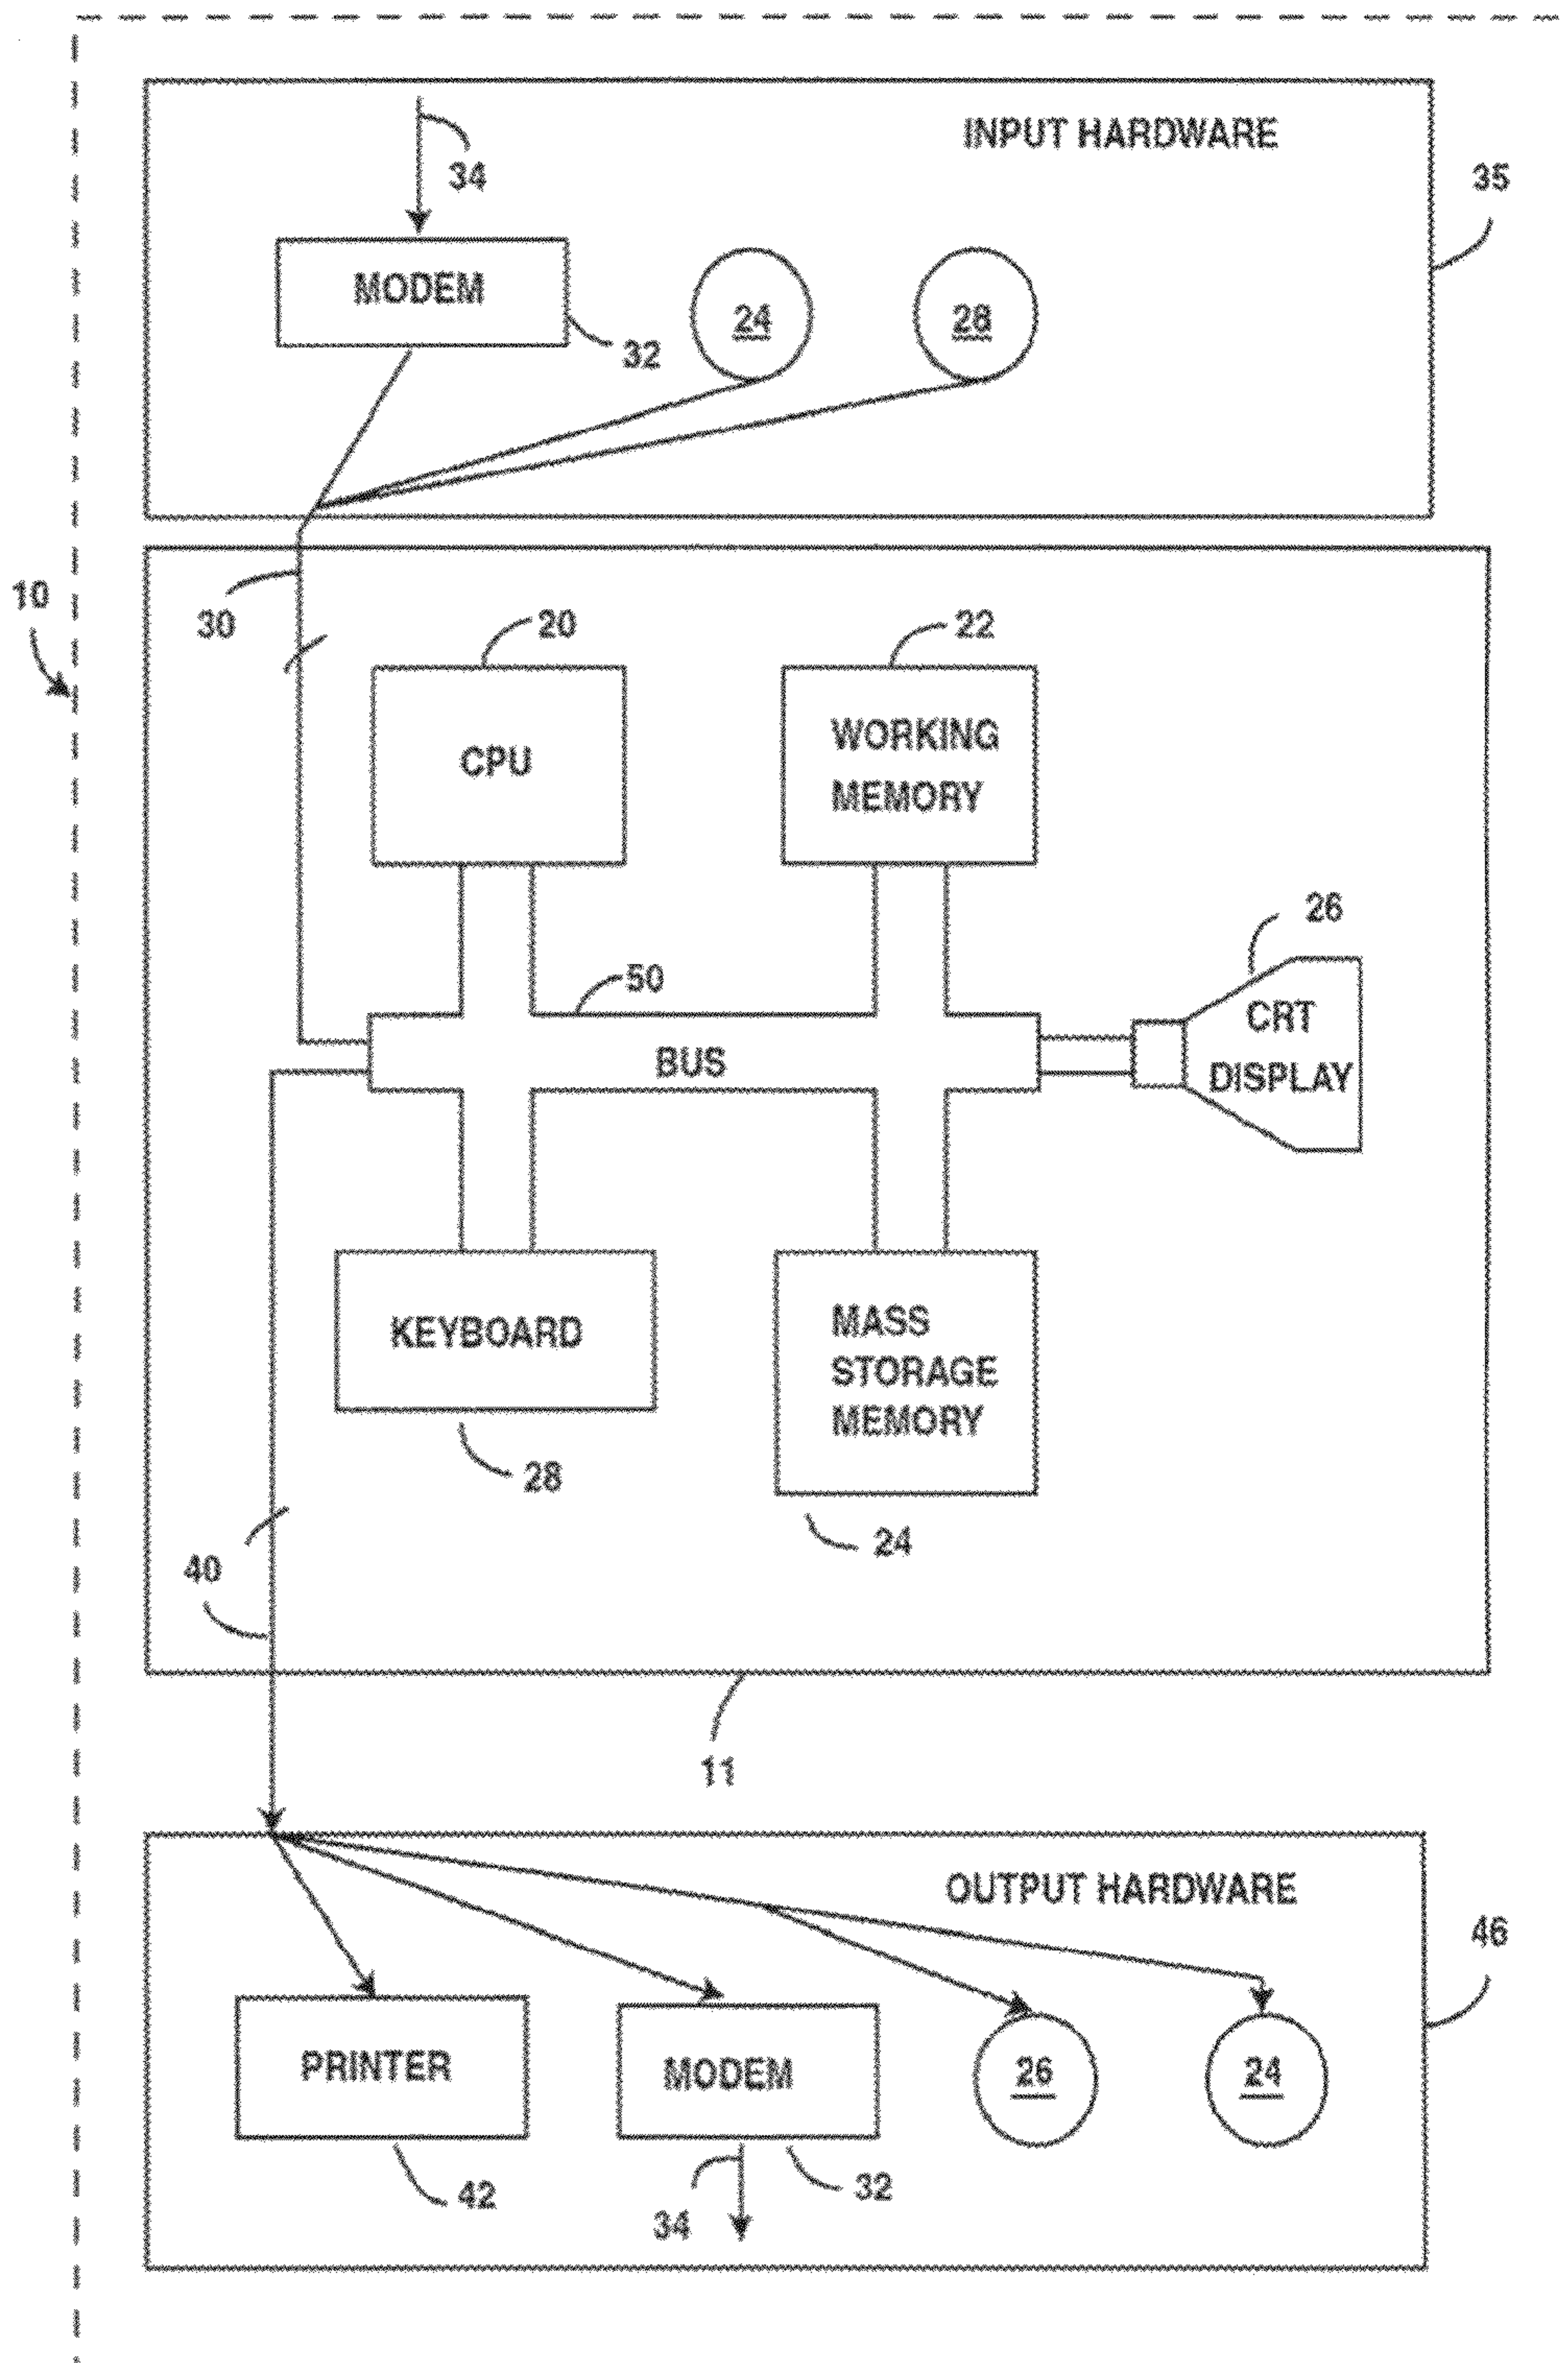 INPUT HARDWARE
34
35
MODEM
24
28
32
10
30
20
22
CPU
WORKING
MEMORY
26
50
CRT
DISPLAY
BUS
KEYBOARD
MASS
STORAGE
MEMORY
28
24
40
11
OUTPUT HARDWARE
46
PRINTER
MODEM
26
24
42
32
34